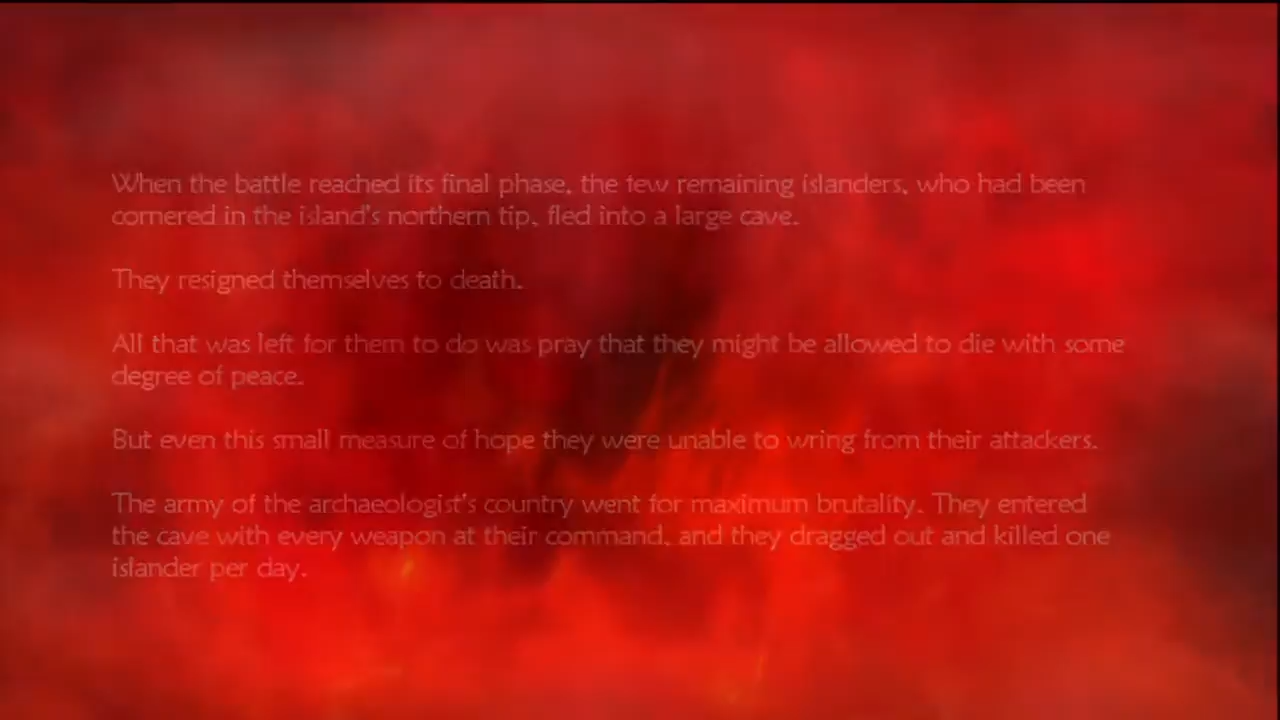 When the battle reached its final phase, the few remaining islanders, who had been
cornered in the island's northern tip, fled into a large cave.
They resigned themselves to death.
All that was left for them to do was pray that they might be allowed to die with some
degree of peace.
But even this small measure of hope they were unable to wring from their attackers.
The army of the archaeologist's country went for maximum brutality. They entered
the cave with every weapon at their command, and they dragged out and killed one
islander per day.